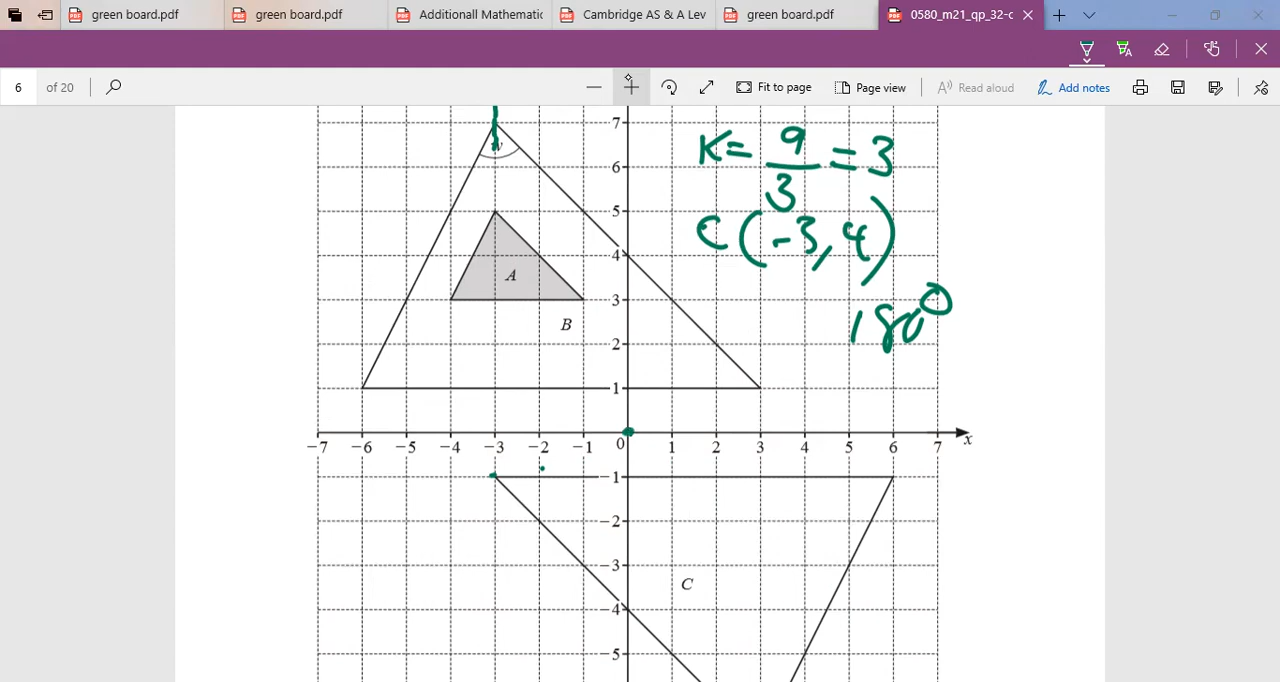 green board.pdf green board.pdf Additionall Mathematic Cambridge AS & A Lev green board.pdf 0580_m21_qp_32-c
6 of 20 Fit to page Page view Read aloud Add notes
7
6
5
4
3
2
1
K = 9/3 = 3
C (-3, 4)
180°
A
B
−7 −6 −5 −4 −3 −2 −1 0 1 2 3 4 5 6 7 x
−1
−2
−3
−4
−5
C